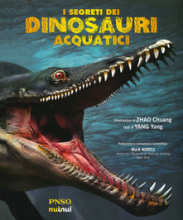 I SEGRETI DEI
DINOSAURI
ACQUATICI
Illustrazioni di ZHAO Chuang
testi di YANG Yang
Mark NORELL
PNSO
nuinui